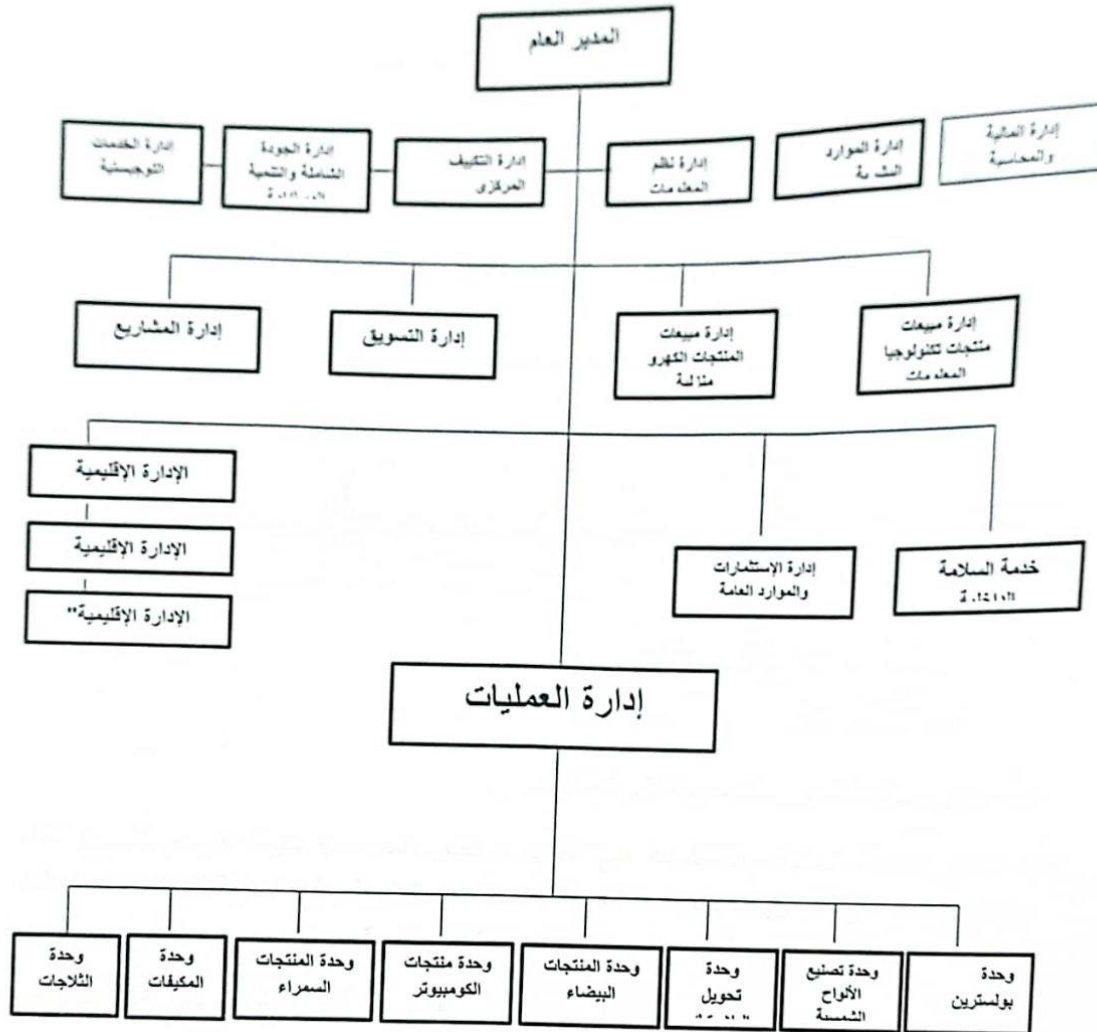 المدير العام
إدارة المالية
والمحاسبة
إدارة الموارد
إدارة نظم
المعلومات
إدارة التكييف
المركزي
إدارة الجودة
الشاملة والتنمية
إدارة الخدمات
اللوجيستية
إدارة مبيعات
منتجات تكنولوجيا
المعلومات
إدارة مبيعات
المنتجات الكهرو
منزلية
إدارة التسويق
إدارة المشاريع
خدمة السلامة
إدارة الإستثمارات
والموارد العامة
الإدارة الإقليمية
الإدارة الإقليمية
الإدارة الإقليمية"
إدارة العمليات
وحدة
بولسترين
وحدة تصنيع
الألواح
الشمسية
وحدة
تحويل
وحدة المنتجات
البيضاء
وحدة منتجات
الكومبيوتر
وحدة المنتجات
السمراء
وحدة
المكيفات
وحدة
الثلاجات